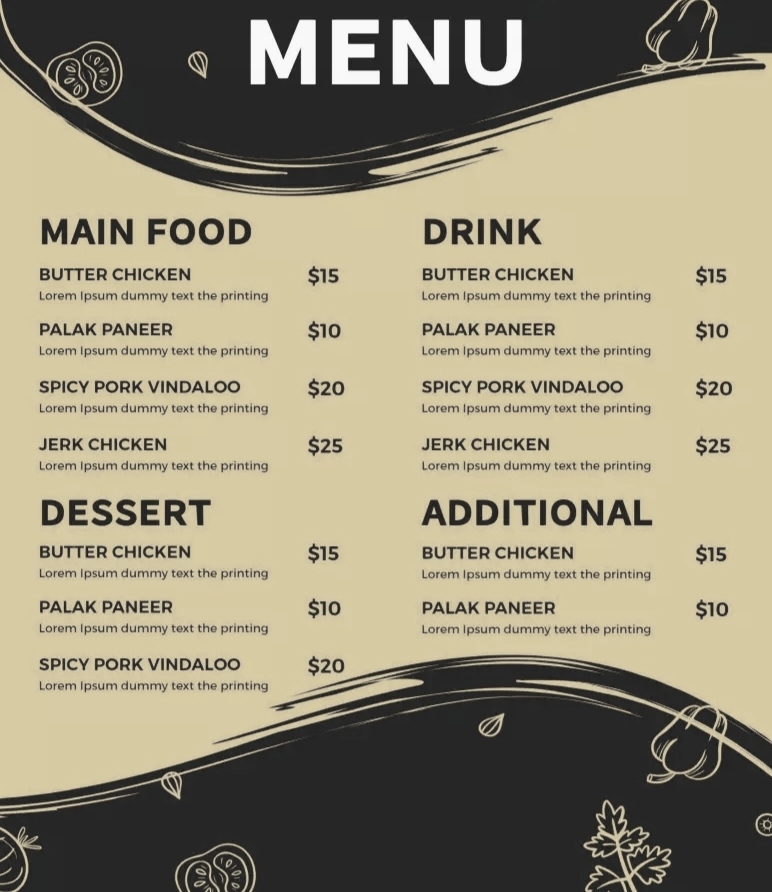 MENU
MAIN FOOD
BUTTER CHICKEN $15
Lorem Ipsum dummy text the printing
PALAK PANEER $10
Lorem Ipsum dummy text the printing
SPICY PORK VINDALOO $20
Lorem Ipsum dummy text the printing
JERK CHICKEN $25
Lorem Ipsum dummy text the printing
DESSERT
BUTTER CHICKEN $15
Lorem Ipsum dummy text the printing
PALAK PANEER $10
Lorem Ipsum dummy text the printing
SPICY PORK VINDALOO $20
Lorem Ipsum dummy text the printing
DRINK
BUTTER CHICKEN $15
Lorem Ipsum dummy text the printing
PALAK PANEER $10
Lorem Ipsum dummy text the printing
SPICY PORK VINDALOO $20
Lorem Ipsum dummy text the printing
JERK CHICKEN $25
Lorem Ipsum dummy text the printing
ADDITIONAL
BUTTER CHICKEN $15
Lorem Ipsum dummy text the printing
PALAK PANEER $10
Lorem Ipsum dummy text the printing